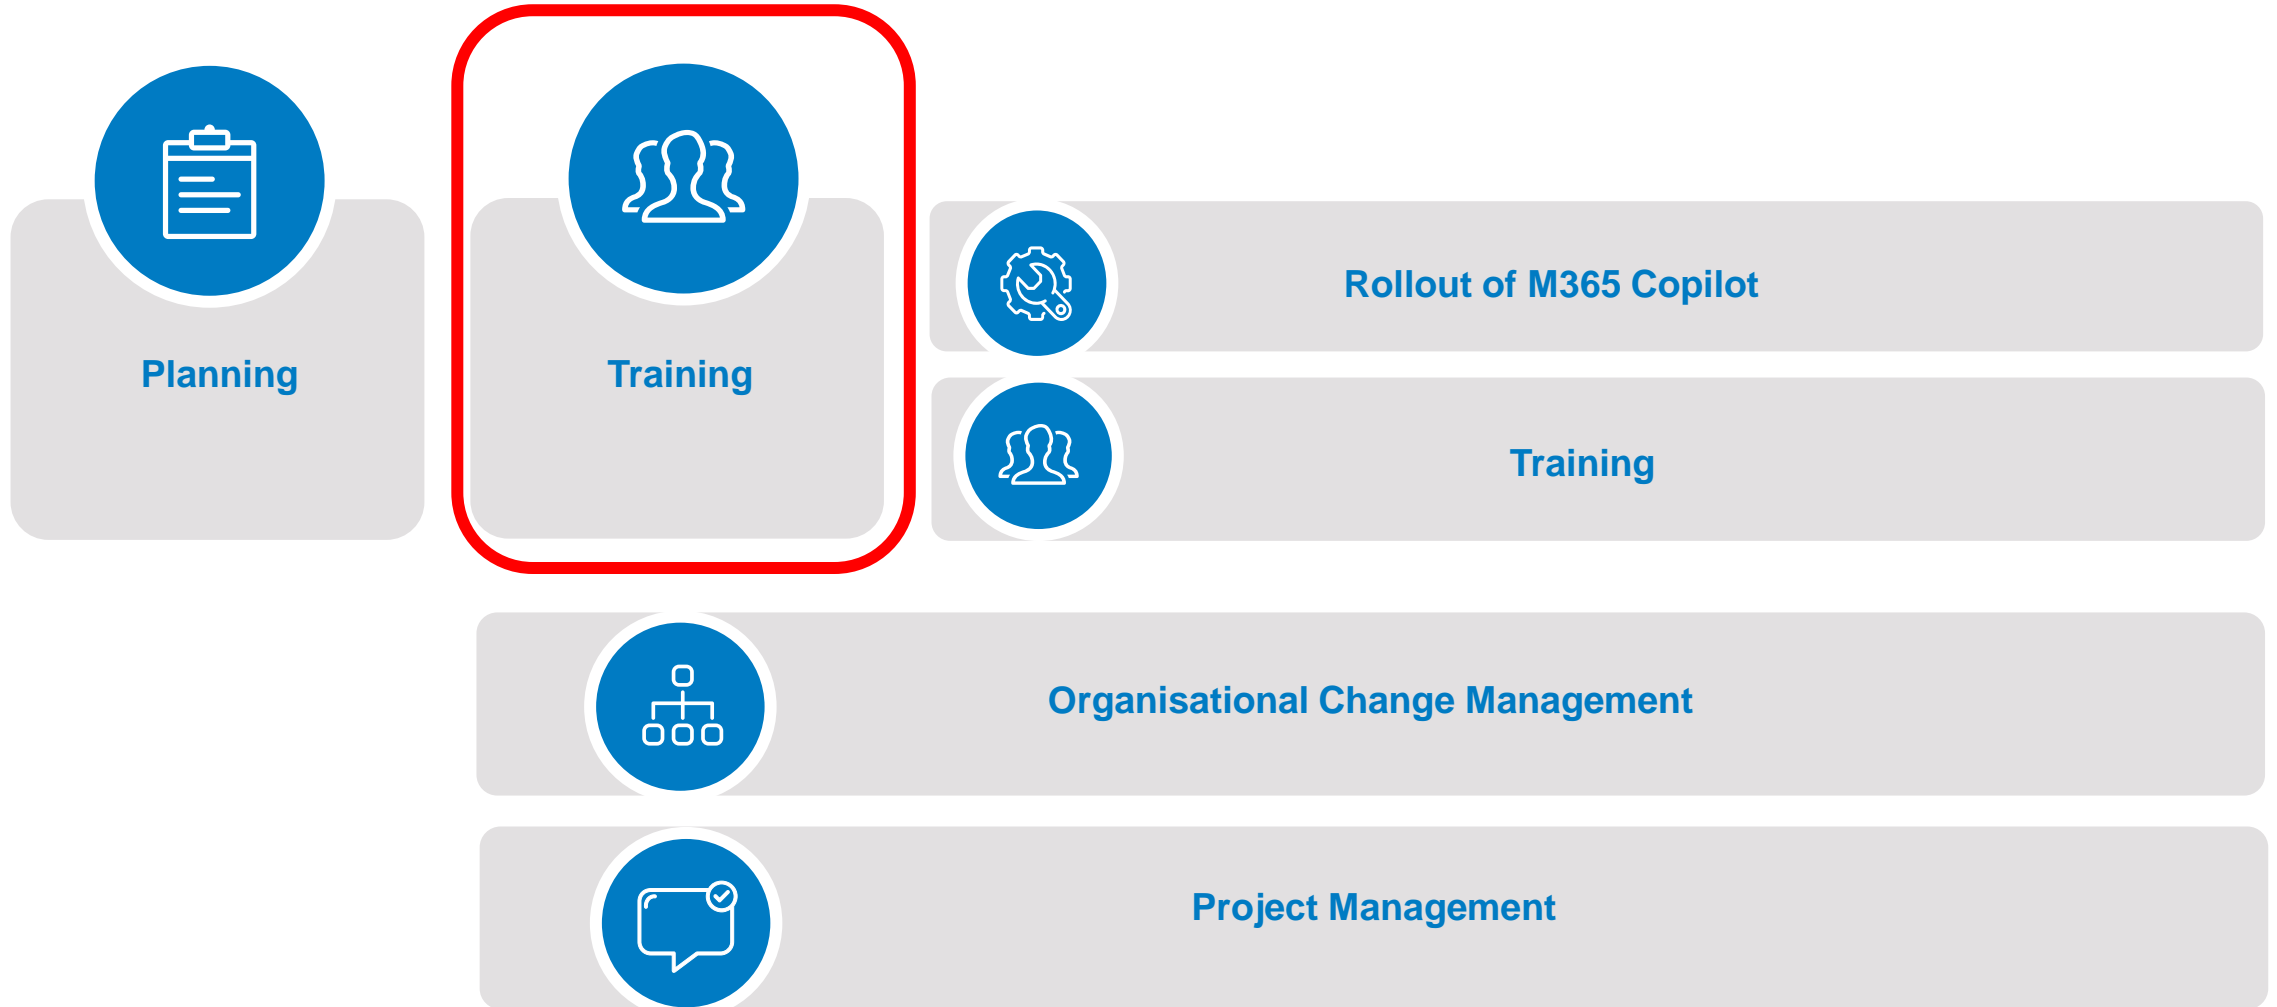 Planning
Training
Rollout of M365 Copilot
Training
Organisational Change Management
Project Management